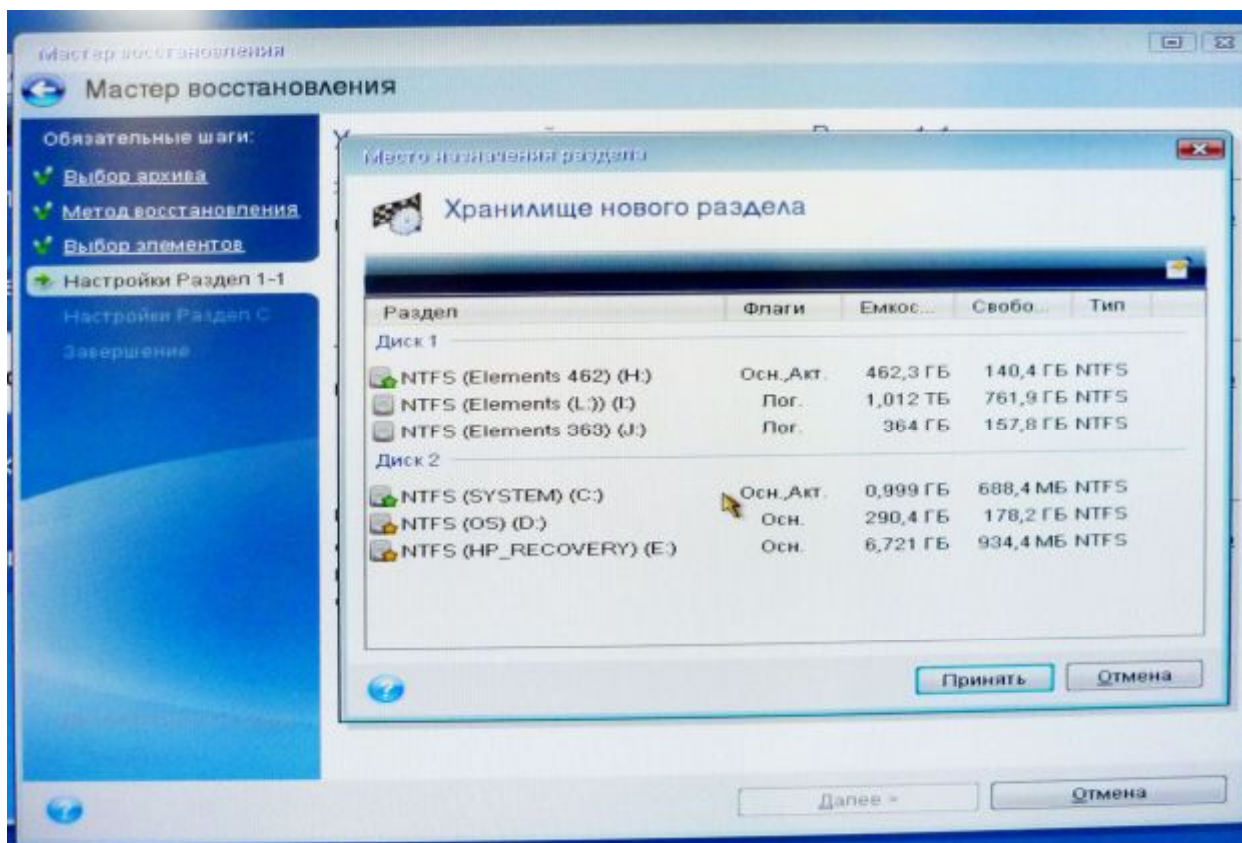 Мастер восстановления
Мастер восстановления
Обязательные шаги:
Выбор архива
Метод восстановления
Выбор элементов
Настройки Раздел 1-1
Настройки Раздел C
Завершение
Место назначения раздела
Хранилище нового раздела
Раздел Флаги Емкос... Свобо... Тип
Диск 1
NTFS (Elements 462) (H:) Осн.,Акт. 462,3 ГБ 140,4 ГБ NTFS
NTFS (Elements (L:)) (I:) Лог. 1,012 ТБ 761,9 ГБ NTFS
NTFS (Elements 363) (J:) Лог. 364 ГБ 157,8 ГБ NTFS
Диск 2
NTFS (SYSTEM) (C:) Осн.,Акт. 0,999 ГБ 688,4 МБ NTFS
NTFS (OS) (D:) Осн. 290,4 ГБ 178,2 ГБ NTFS
NTFS (HP_RECOVERY) (E:) Осн. 6,721 ГБ 934,4 МБ NTFS
Принять Отмена
Далее > Отмена